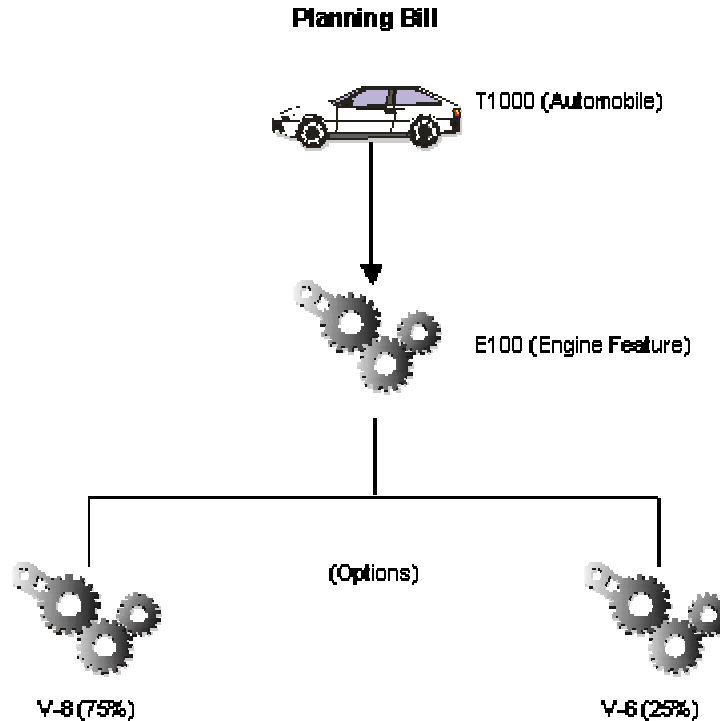 Planning Bill
T1000 (Automobile)
E100 (Engine Feature)
(Options)
V-8 (75%)
V-6 (25%)